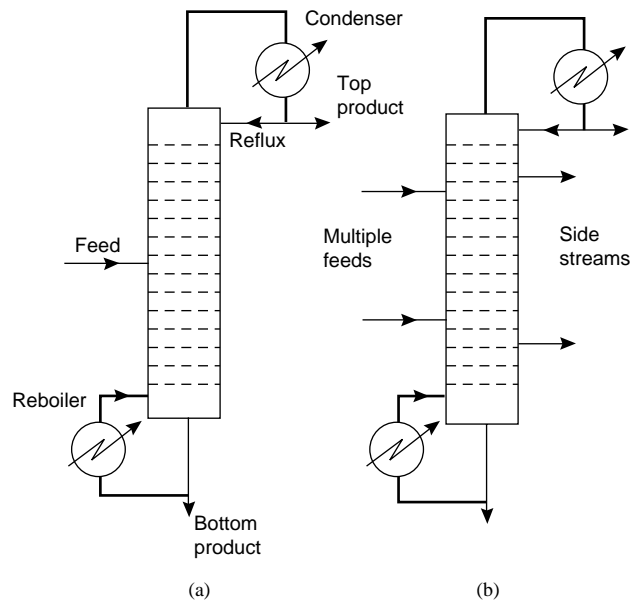 Condenser
Top
product
Reflux
Feed
Multiple
feeds
Side
streams
Reboiler
Bottom
product
(a)
(b)